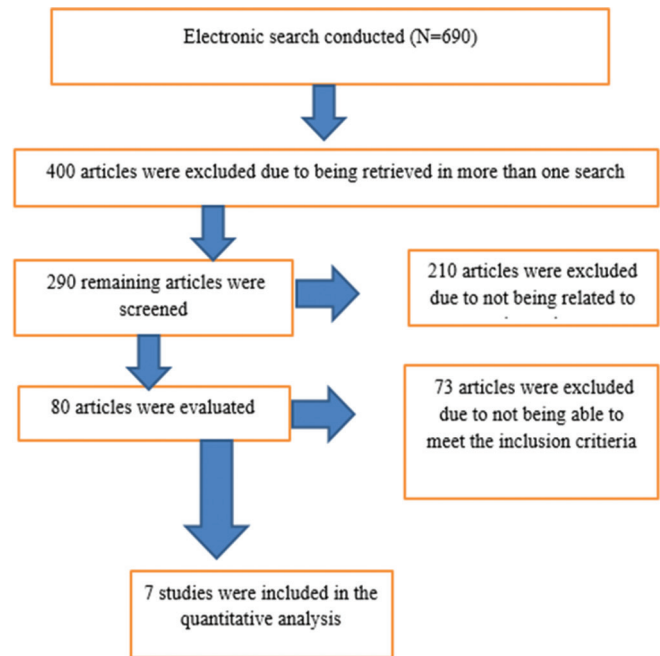 Electronic search conducted (N=690)
400 articles were excluded due to being retrieved in more than one search
290 remaining articles were
screened
210 articles were excluded
due to not being related to
80 articles were evaluated
73 articles were excluded
due to not being able to
meet the inclusion critieria
7 studies were included in the
quantitative analysis